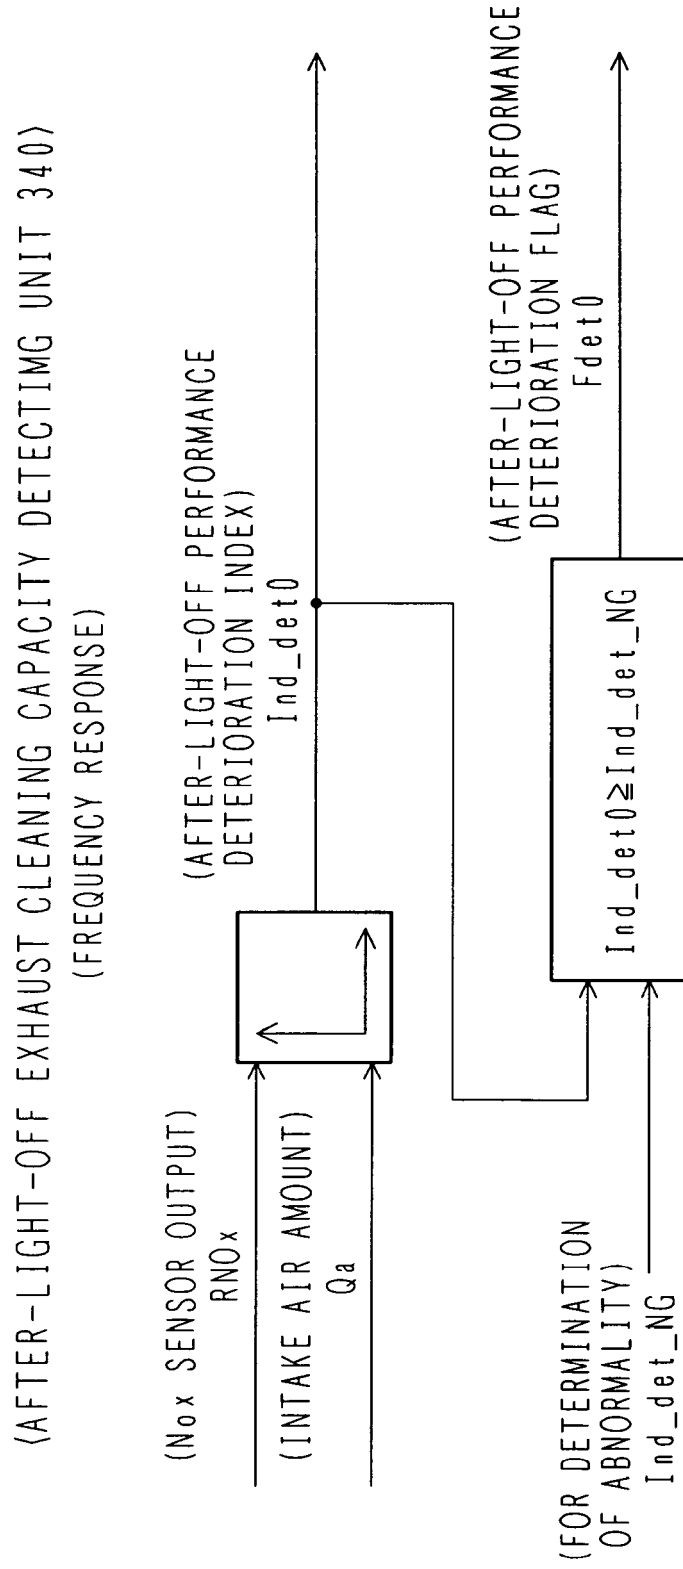 〈AFTER-LIGHT-OFF EXHAUST CLEANING CAPACITY DETECTIMG UNIT 340〉
(FREQUENCY RESPONSE)
(Nox SENSOR OUTPUT)
RNOx
(INTAKE AIR AMOUNT)
Qa
(AFTER-LIGHT-OFF PERFORMANCE
DETERIORATION INDEX)
Ind_det0
(FOR DETERMINATION
OF ABNORMALITY)
Ind_det_NG
Ind_det0≧Ind_det_NG
(AFTER-LIGHT-OFF PERFORMANCE
DETERIORATION FLAG)
Fdet0